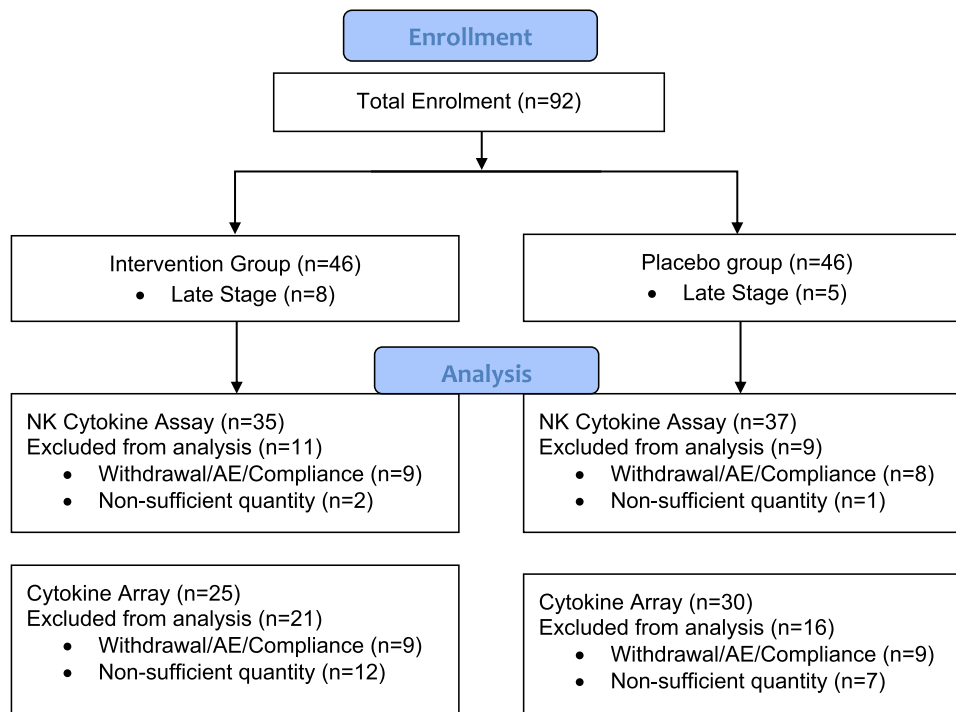 Enrollment
Total Enrolment (n=92)
Intervention Group (n=46)
• Late Stage (n=8)
Placebo group (n=46)
• Late Stage (n=5)
Analysis
NK Cytokine Assay (n=35)
Excluded from analysis (n=11)
• Withdrawal/AE/Compliance (n=9)
• Non-sufficient quantity (n=2)
NK Cytokine Assay (n=37)
Excluded from analysis (n=9)
• Withdrawal/AE/Compliance (n=8)
• Non-sufficient quantity (n=1)
Cytokine Array (n=25)
Excluded from analysis (n=21)
• Withdrawal/AE/Compliance (n=9)
• Non-sufficient quantity (n=12)
Cytokine Array (n=30)
Excluded from analysis (n=16)
• Withdrawal/AE/Compliance (n=9)
• Non-sufficient quantity (n=7)